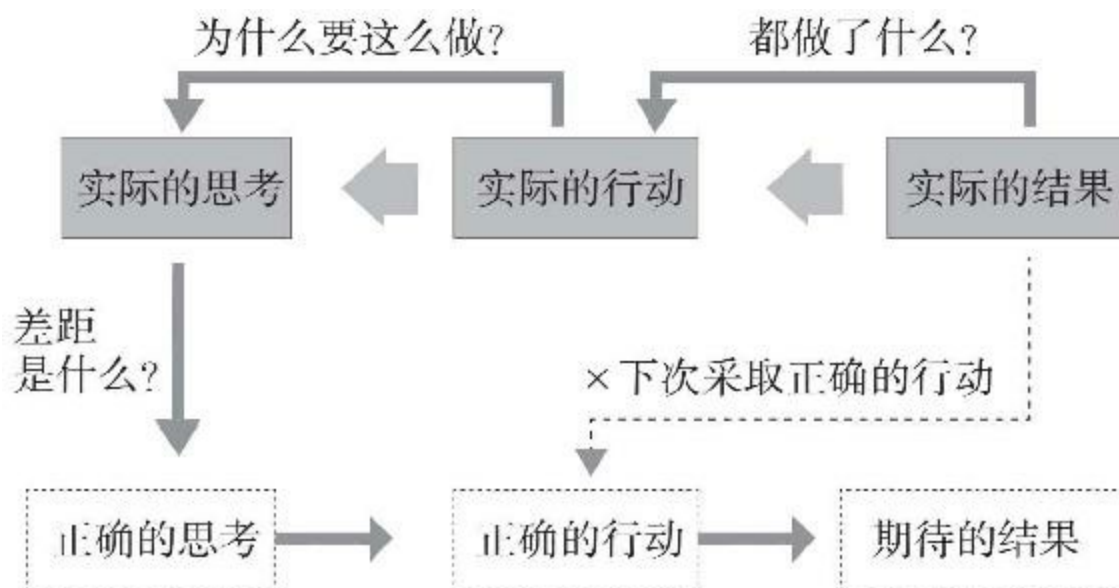 为什么要这么做?
都做了什么?
实际的思考
实际的行动
实际的结果
差距
是什么?
×下次采取正确的行动
正确的思考
正确的行动
期待的结果